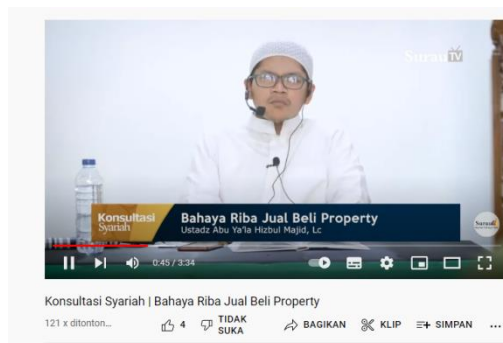 SurauTV
Konsultasi
Syariah
Bahaya Riba Jual Beli Property
Ustadz Abu Ya'la Hizbul Majid, Lc
0:45 / 3:34
Konsultasi Syariah | Bahaya Riba Jual Beli Property
121 x ditonton...
4
TIDAK
SUKA
BAGIKAN
KLIP
SIMPAN
...